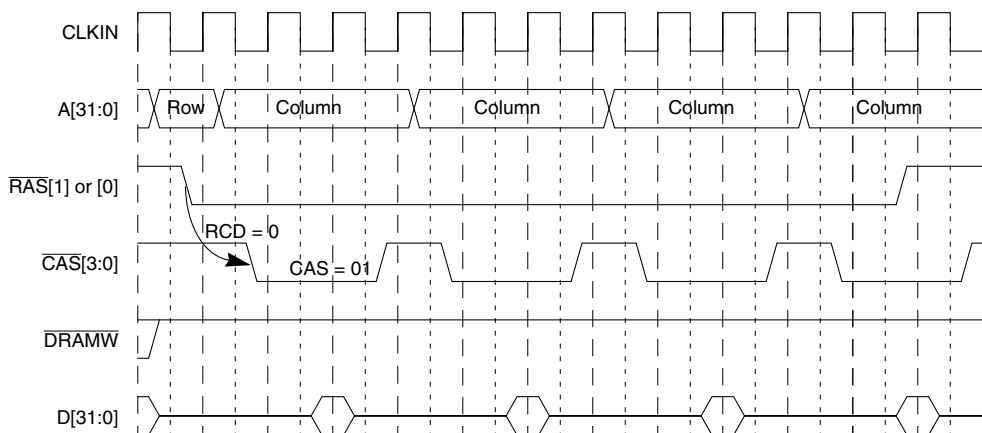 CLKIN
A[31:0]
Row
Column
Column
Column
Column
RAS[1] or [0]
RCD = 0
CAS[3:0]
CAS = 01
DRAMW
D[31:0]